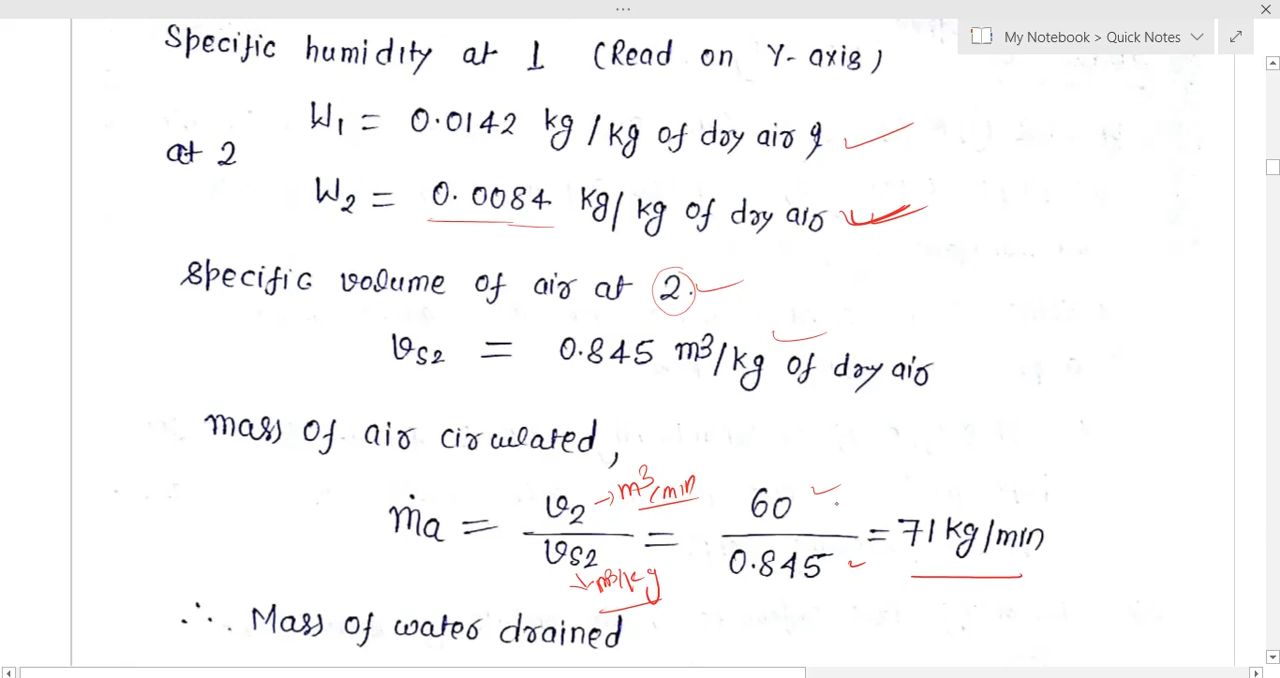 My Notebook > Quick Notes
Specific humidity at 1 (Read on Y-axis)
W₁ = 0.0142 kg/kg of dry air &
at 2
W₂ = 0.0084 kg/kg of dry air
Specific volume of air at 2.
vs2 = 0.845 m³/kg of dry air
mass of air circulated,
ṁa = v2 / vs2 = 60 / 0.845 = 71 kg/min
→ m³/min
↓ m³/kg
∴ Mass of water drained